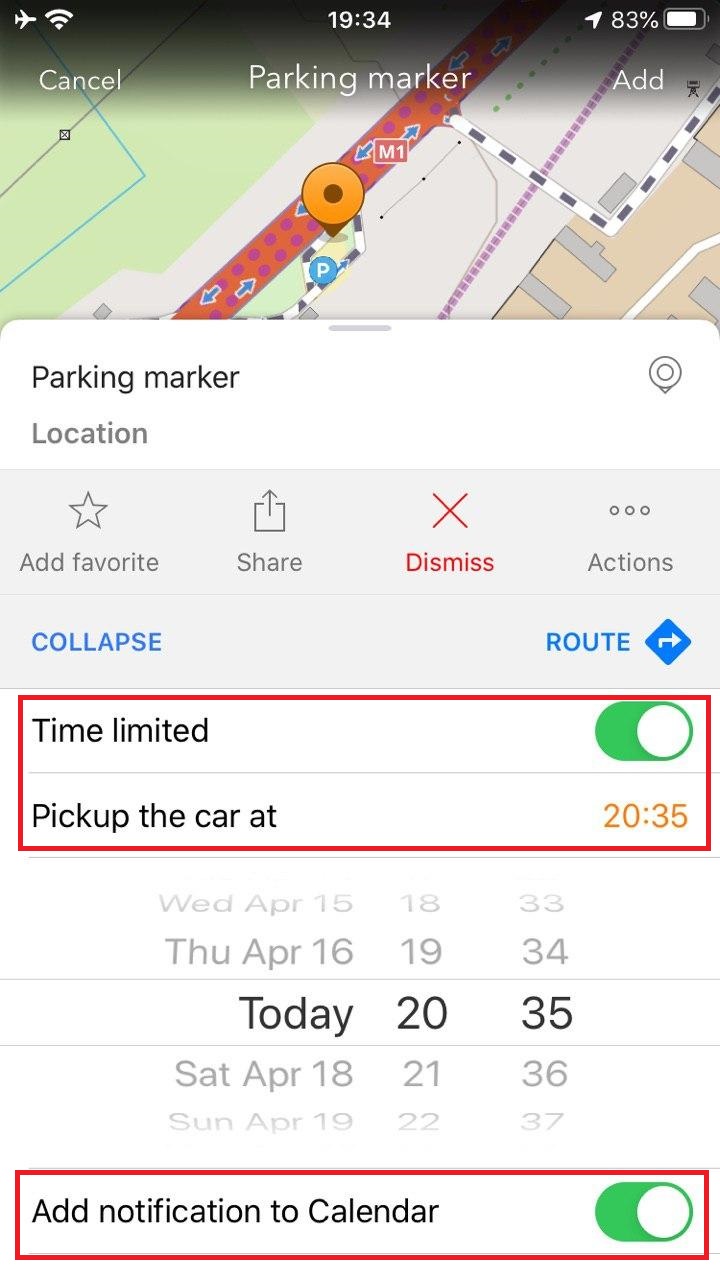 19:34
83%
Cancel Parking marker Add
M1
P
Parking marker
Location
Add favorite Share Dismiss Actions
COLLAPSE ROUTE
Time limited
Pickup the car at 20:35
Wed Apr 15 18 33
Thu Apr 16 19 34
Today 20 35
Sat Apr 18 21 36
Sun Apr 19 22 37
Add notification to Calendar